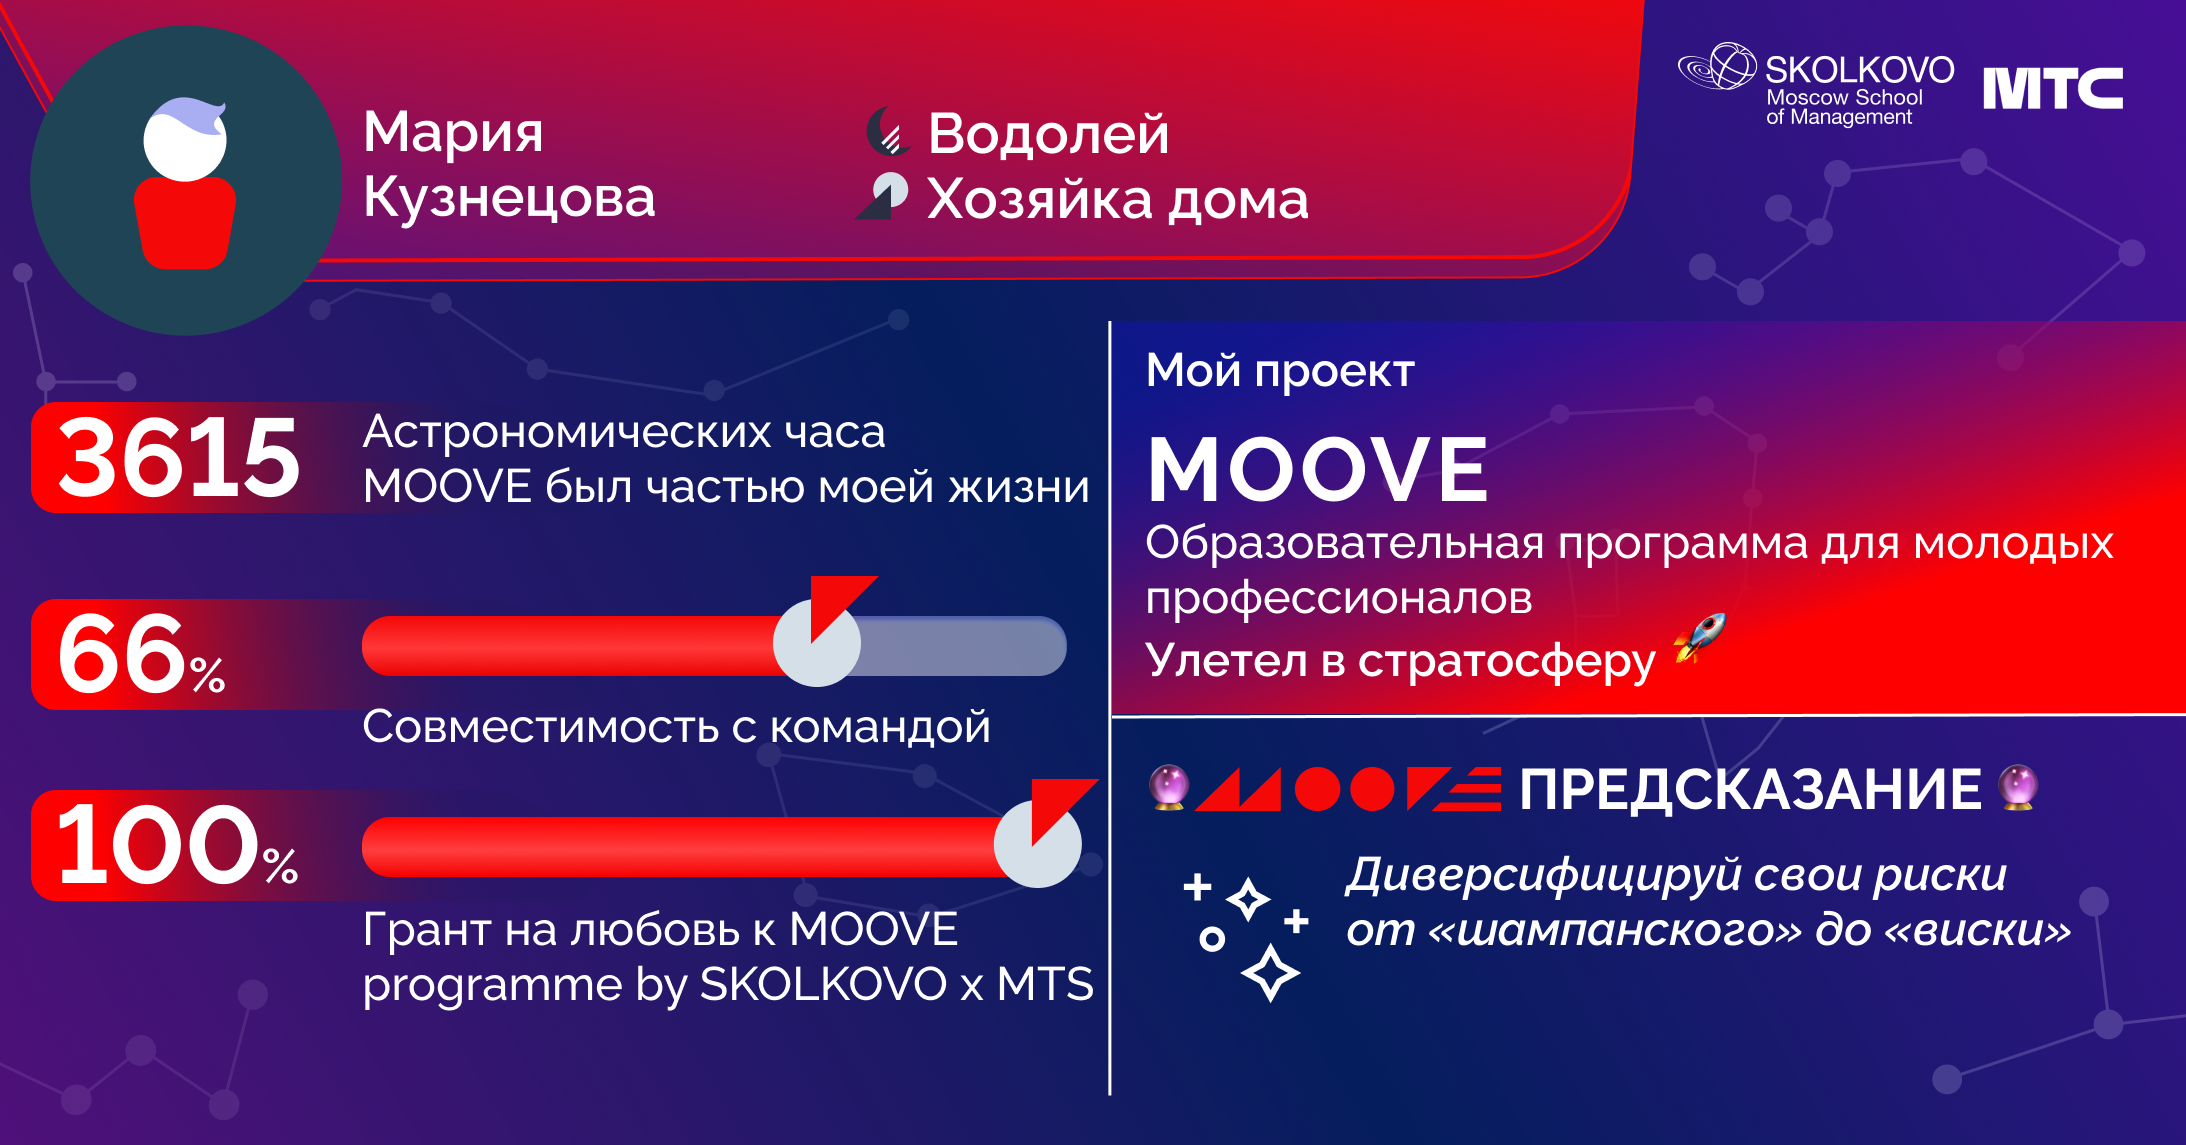 Мария
Кузнецова
Водолей
Хозяйка дома
SKOLKOVO
Moscow School
of Management
МТС
3615
Астрономических часа
MOOVE был частью моей жизни
66%
Совместимость с командой
100%
Грант на любовь к MOOVE
programme by SKOLKOVO x MTS
Мой проект
MOOVE
Образовательная программа для молодых
профессионалов
Улетел в стратосферу
MOOVE ПРЕДСКАЗАНИЕ
Диверсифицируй свои риски
от «шампанского» до «виски»